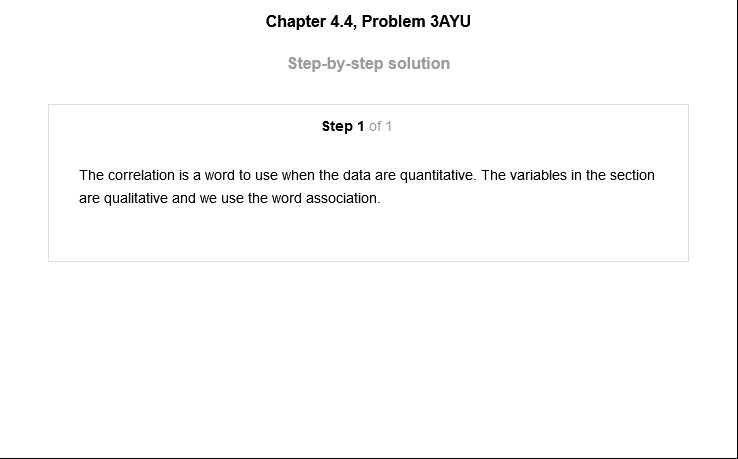 Chapter 4.4, Problem 3AYU
Step-by-step solution
Step 1 of 1
The correlation is a word to use when the data are quantitative. The variables in the section
are qualitative and we use the word association.